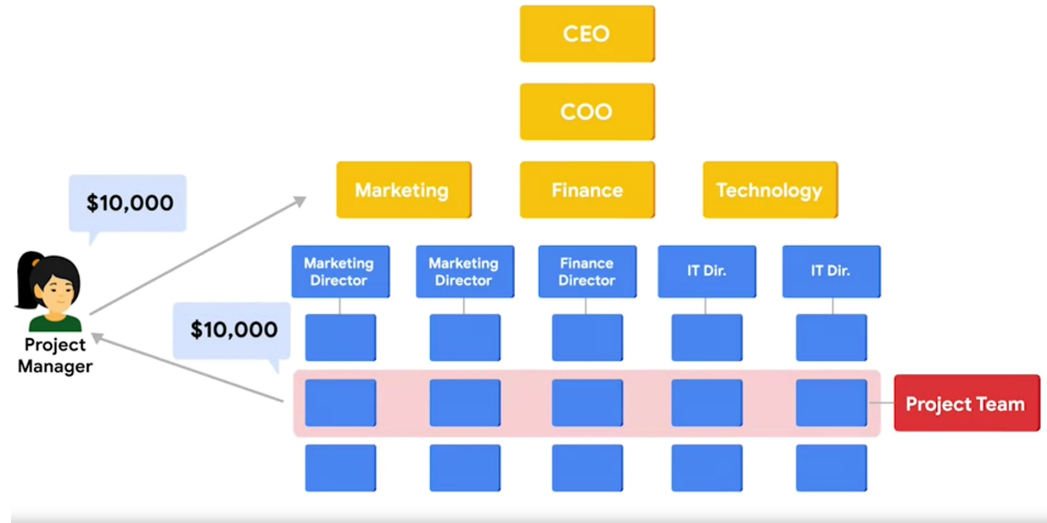 CEO
COO
Marketing
Finance
Technology
$10,000
Marketing
Director
Marketing
Director
Finance
Director
IT Dir.
IT Dir.
$10,000
Project
Manager
Project Team